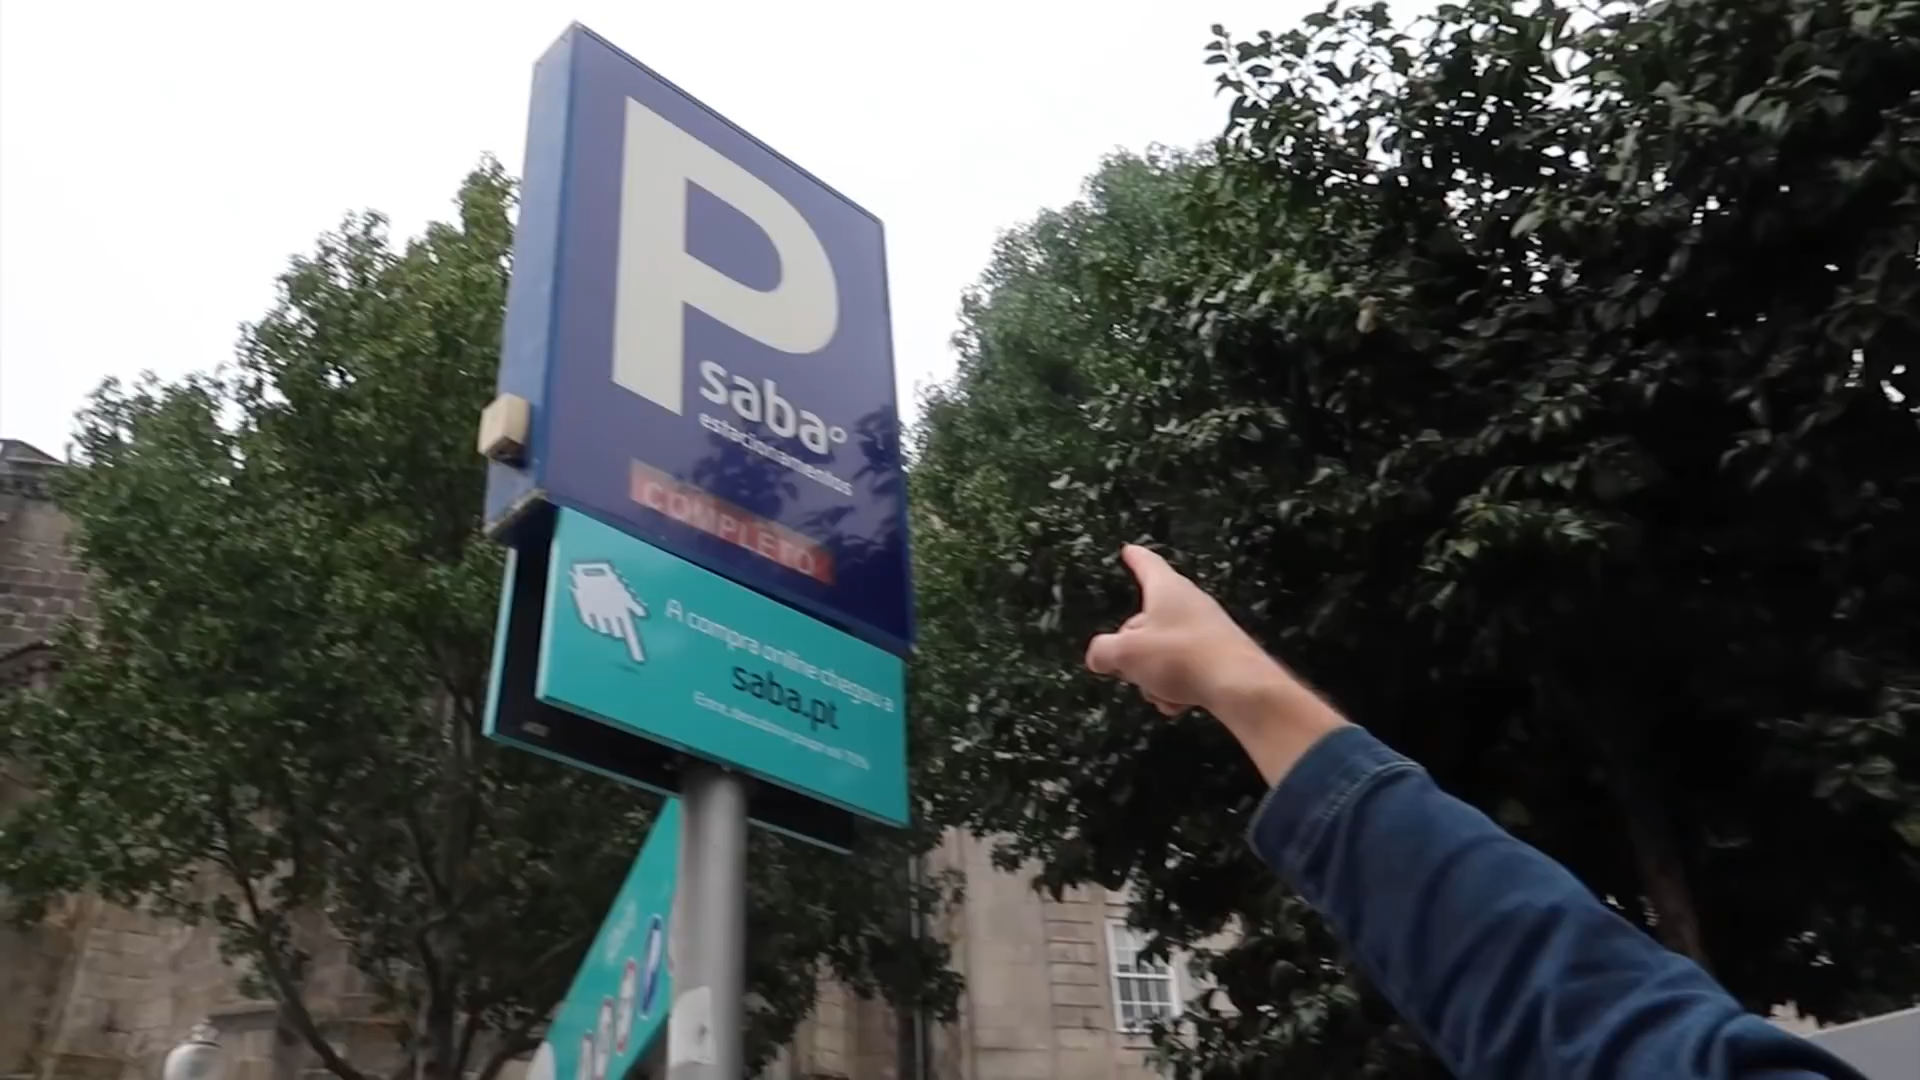 P
saba
estacionamentos
COMPLETO
A compra online chegou a
saba.pt